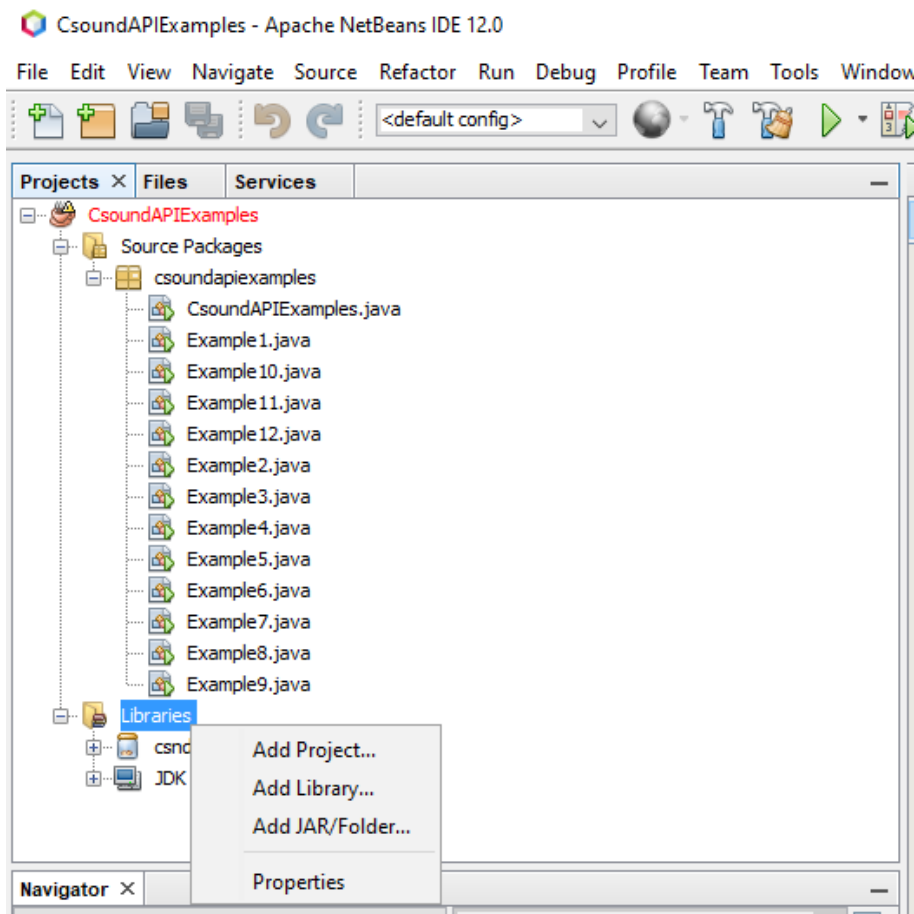 CsoundAPIExamples - Apache NetBeans IDE 12.0
File Edit View Navigate Source Refactor Run Debug Profile Team Tools Window
<default config>
Projects Files Services
CsoundAPIExamples
Source Packages
csoundapiexamples
CsoundAPIExamples.java
Example1.java
Example10.java
Example11.java
Example12.java
Example2.java
Example3.java
Example4.java
Example5.java
Example6.java
Example7.java
Example8.java
Example9.java
Libraries
csnd
JDK
Add Project...
Add Library...
Add JAR/Folder...
Properties
Navigator